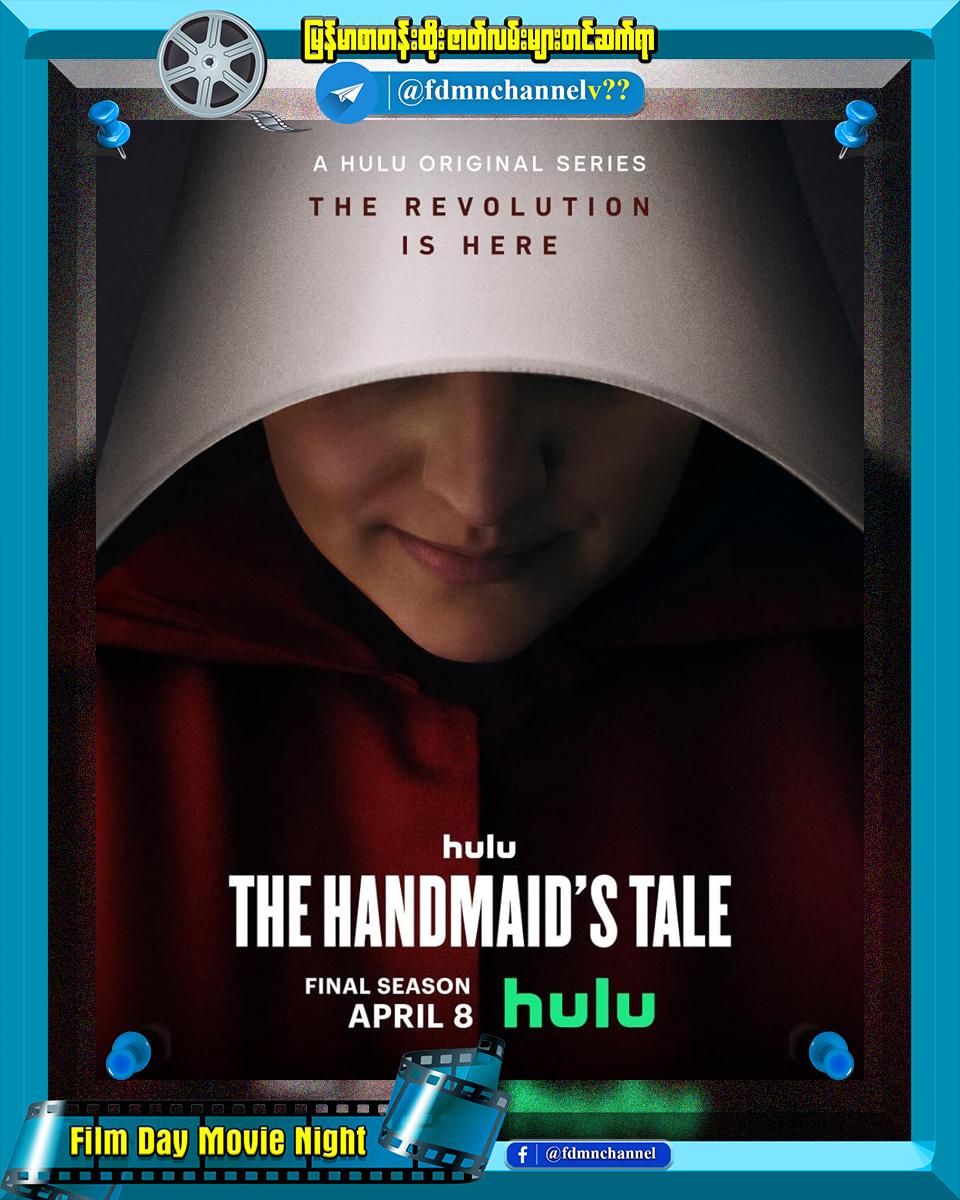 မြန်မာစာတန်းထိုးဇာတ်လမ်းများတင်ဆက်ရာ
@fdmnchannelv??
A HULU ORIGINAL SERIES
THE REVOLUTION
IS HERE
hulu
THE HANDMAID'S TALE
FINAL SEASON
APRIL 8
hulu
Film Day Movie Night
@fdmnchannel